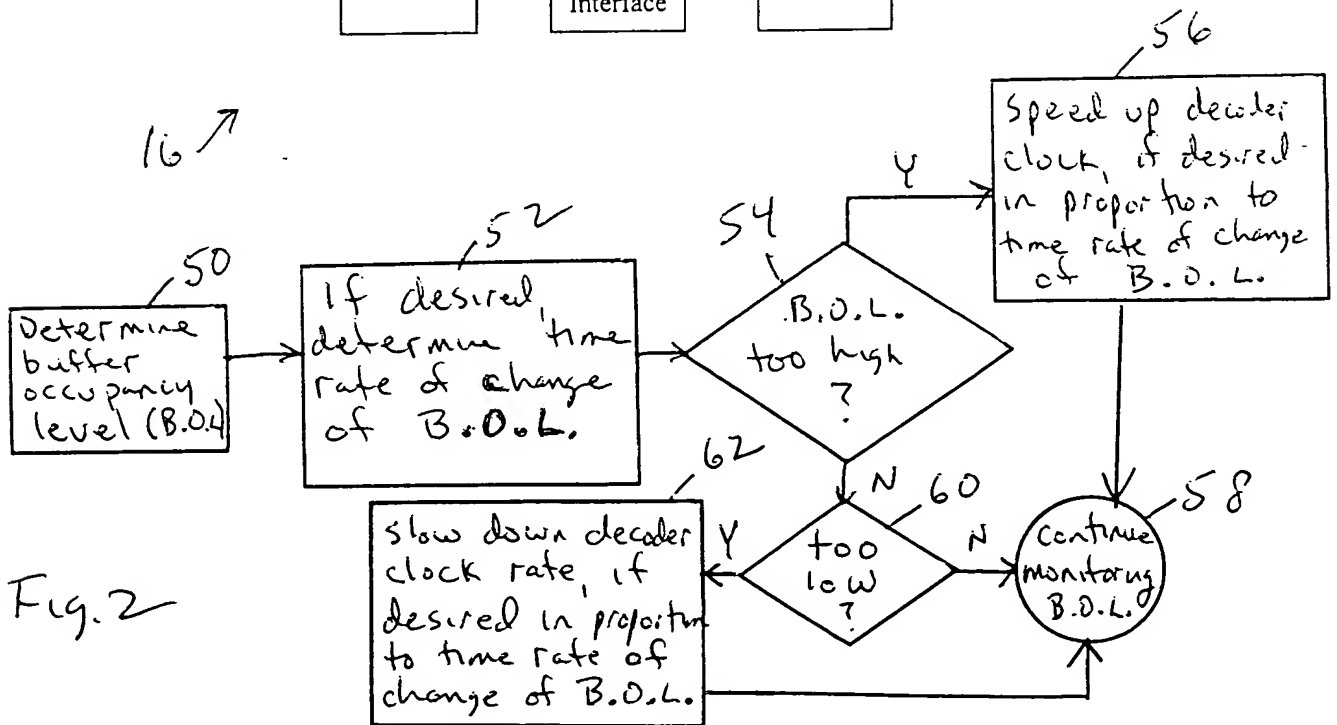 Interface
16
50
Determine
buffer
occupancy
level (B.O.L)
52
If desired,
determine time
rate of change
of B.O.L.
54
B.O.L.
too high
?
Y
56
Speed up decoder
clock, if desired
in proportion to
time rate of change
of B.O.L.
N
60
too
low
?
Y
N
62
slow down decoder
clock rate, if
desired in proportion
to time rate of
change of B.O.L.
58
continue
monitoring
B.O.L.
Fig. 2